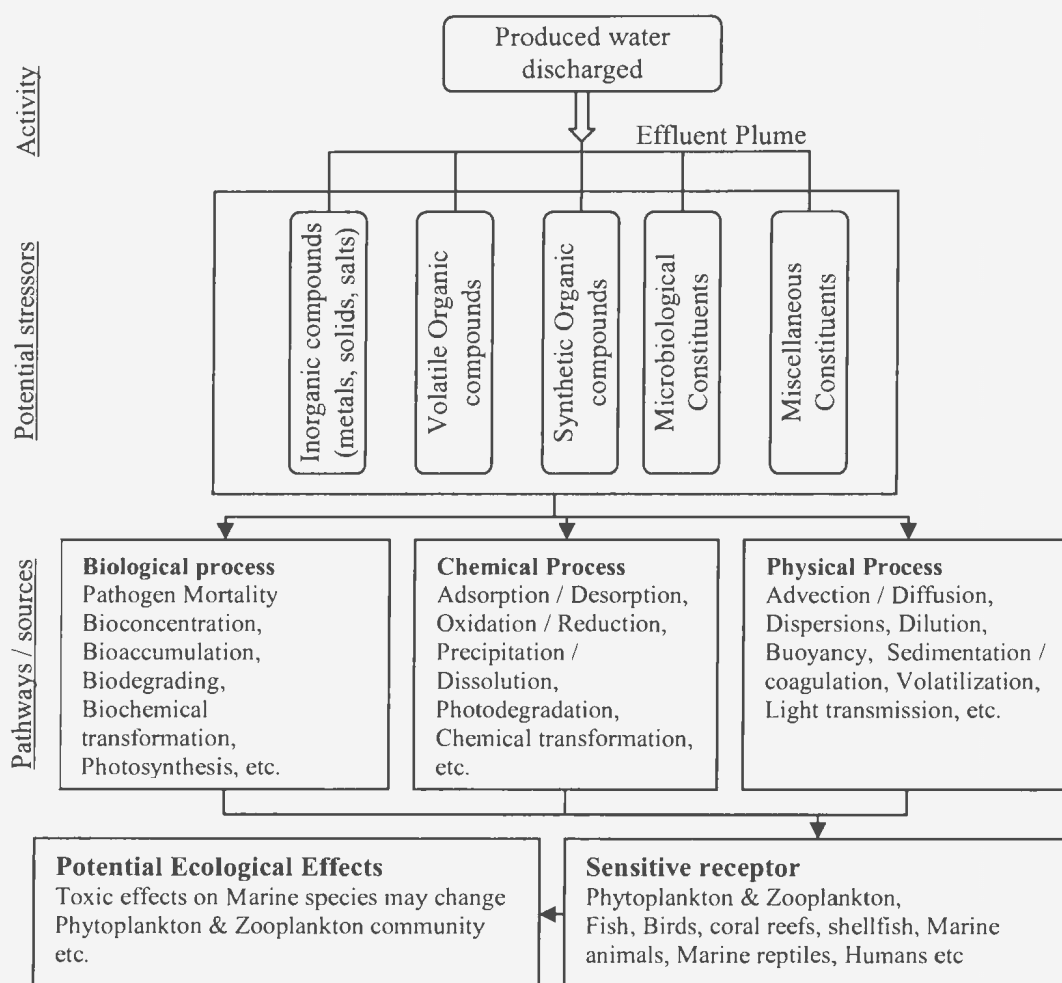 Activity
Produced water
discharged
Effluent Plume
Potential stressors
Inorganic compounds
(metals, solids, salts)
Volatile Organic
compounds
Synthetic Organic
compounds
Microbiological
Constituents
Miscellaneous
Constituents
Pathways / sources
Biological process
Pathogen Mortality
Bioconcentration,
Bioaccumulation,
Biodegrading,
Biochemical
transformation,
Photosynthesis, etc.
Chemical Process
Adsorption / Desorption,
Oxidation / Reduction,
Precipitation /
Dissolution,
Photodegradation,
Chemical transformation,
etc.
Physical Process
Advection / Diffusion,
Dispersions, Dilution,
Buoyancy, Sedimentation /
coagulation, Volatilization,
Light transmission, etc.
Potential Ecological Effects
Toxic effects on Marine species may change
Phytoplankton & Zooplankton community
etc.
Sensitive receptor
Phytoplankton & Zooplankton,
Fish, Birds, coral reefs, shellfish, Marine
animals, Marine reptiles, Humans etc